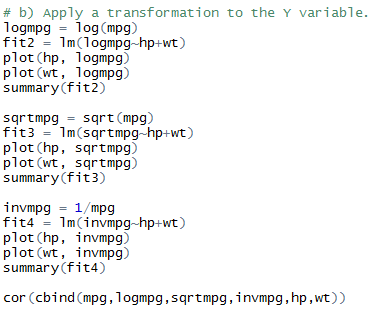 # b) Apply a transformation to the Y variable.
logmpg = log(mpg)
fit2 = lm(logmpg~hp+wt)
plot(hp, logmpg)
plot(wt, logmpg)
summary(fit2)

sqrtmpg = sqrt(mpg)
fit3 = lm(sqrtmpg~hp+wt)
plot(hp, sqrtmpg)
plot(wt, sqrtmpg)
summary(fit3)

invmpg = 1/mpg
fit4 = lm(invmpg~hp+wt)
plot(hp, invmpg)
plot(wt, invmpg)
summary(fit4)

cor(cbind(mpg,logmpg,sqrtmpg,invmpg,hp,wt))